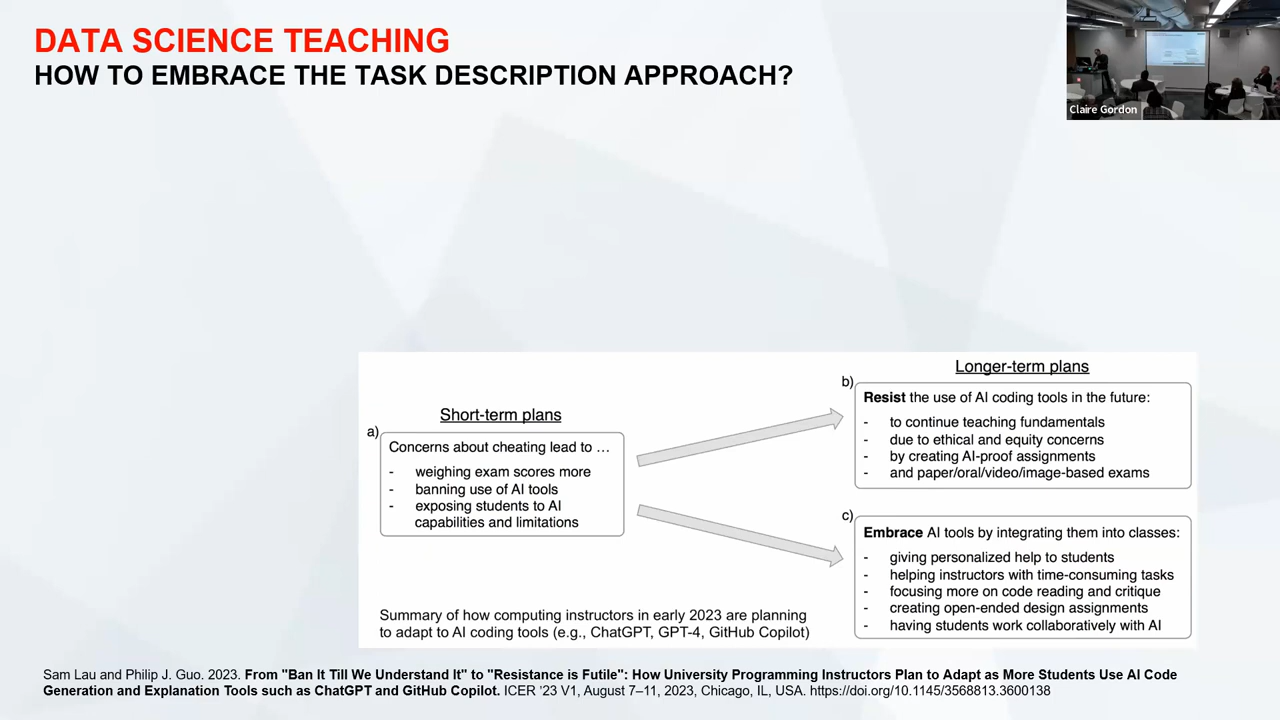 DATA SCIENCE TEACHING
HOW TO EMBRACE THE TASK DESCRIPTION APPROACH?
Claire Gordon
Short-term plans
a)
Concerns about cheating lead to …
- weighing exam scores more
- banning use of AI tools
- exposing students to AI
capabilities and limitations
Longer-term plans
b)
Resist the use of AI coding tools in the future:
- to continue teaching fundamentals
- due to ethical and equity concerns
- by creating AI-proof assignments
- and paper/oral/video/image-based exams
c)
Embrace AI tools by integrating them into classes:
- giving personalized help to students
- helping instructors with time-consuming tasks
- focusing more on code reading and critique
- creating open-ended design assignments
- having students work collaboratively with AI
Summary of how computing instructors in early 2023 are planning
to adapt to AI coding tools (e.g., ChatGPT, GPT-4, GitHub Copilot)
Sam Lau and Philip J. Guo. 2023. From "Ban It Till We Understand It" to "Resistance is Futile": How University Programming Instructors Plan to Adapt as More Students Use AI Code
Generation and Explanation Tools such as ChatGPT and GitHub Copilot. ICER '23 V1, August 7–11, 2023, Chicago, IL, USA. https://doi.org/10.1145/3568813.3600138